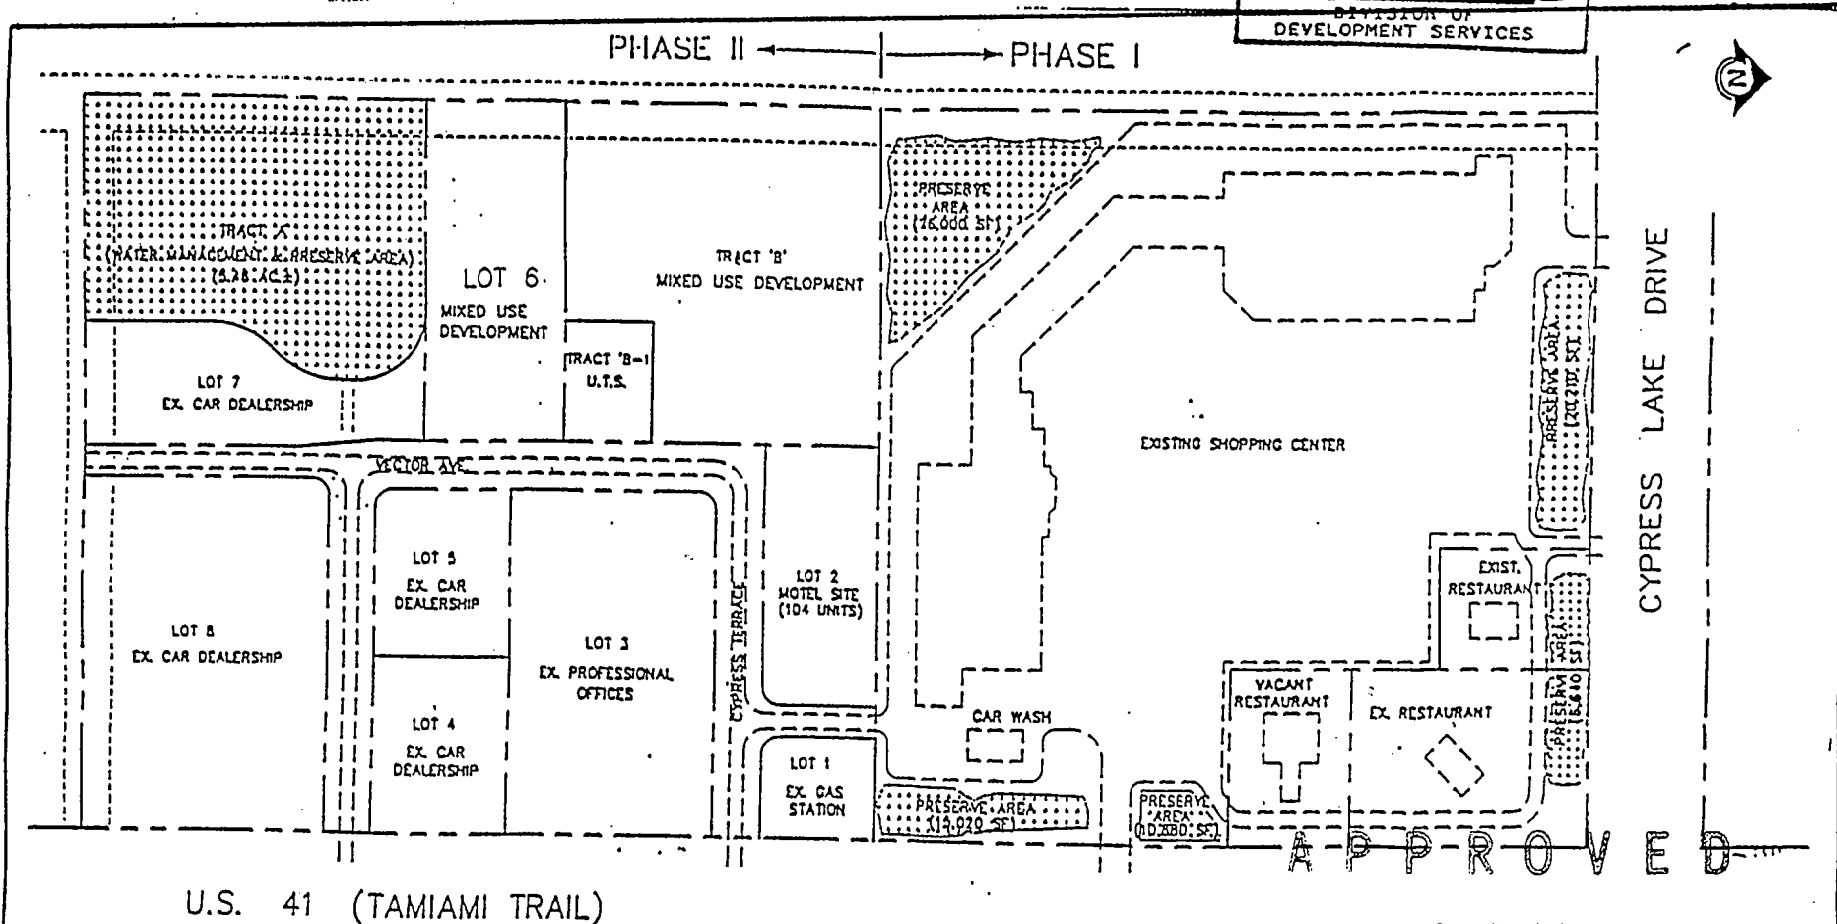 DIVISION OF
DEVELOPMENT SERVICES
PHASE II
PHASE I
N
PRESERVE
AREA
TRACT 'B'
MIXED USE DEVELOPMENT
(WATER MANAGEMENT & PRESERVE AREA)
LOT 6
MIXED USE
DEVELOPMENT
TRACT 'B-1
U.T.S.
LOT 7
EX. CAR DEALERSHIP
PRESERVE AREA
CYPRESS LAKE DRIVE
EXISTING SHOPPING CENTER
VECTOR AVE.
LOT 5
EX. CAR
DEALERSHIP
LOT 2
MOTEL SITE
(104 UNITS)
EXIST.
RESTAURANT
LOT 8
EX. CAR DEALERSHIP
LOT 3
EX. PROFESSIONAL
OFFICES
CYPRESS TERRACE
PRESERVE AREA
VACANT
RESTAURANT
EX. RESTAURANT
LOT 4
EX. CAR
DEALERSHIP
CAR WASH
LOT 1
EX. GAS
STATION
PRESERVE AREA
PRESERVE
AREA
APPROVED
U.S. 41 (TAMIAMI TRAIL)